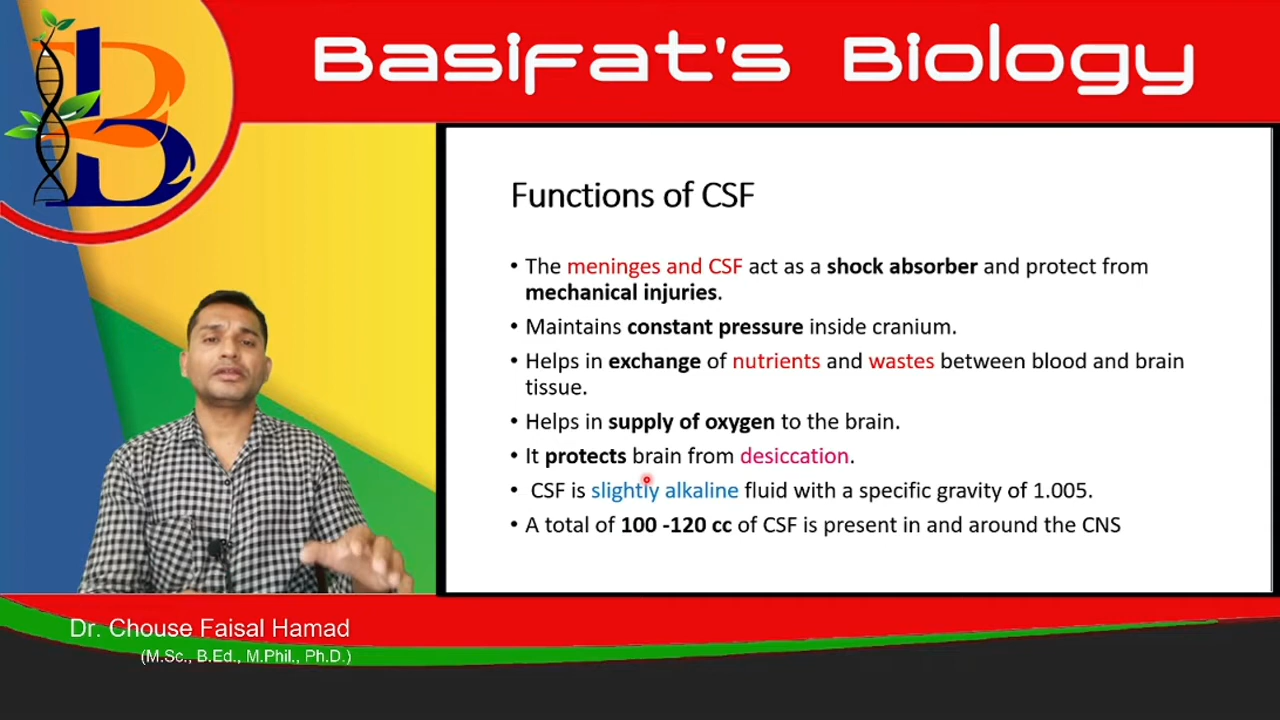 Basifat's Biology
Functions of CSF
• The meninges and CSF act as a shock absorber and protect from
mechanical injuries.
• Maintains constant pressure inside cranium.
• Helps in exchange of nutrients and wastes between blood and brain
tissue.
• Helps in supply of oxygen to the brain.
• It protects brain from desiccation.
• CSF is slightly alkaline fluid with a specific gravity of 1.005.
• A total of 100 -120 cc of CSF is present in and around the CNS
Dr. Chouse Faisal Hamad
(M.Sc., B.Ed., M.Phil., Ph.D.)